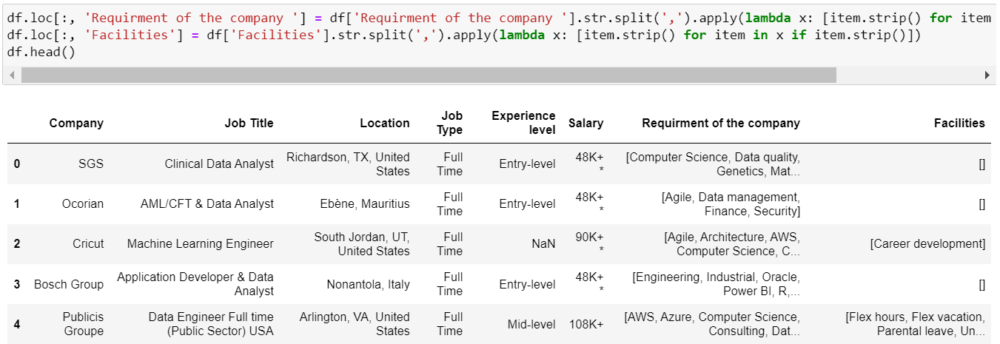 df.loc[:, 'Requirment of the company '] = df['Requirment of the company '].str.split(',').apply(lambda x: [item.strip() for item
df.loc[:, 'Facilities'] = df['Facilities'].str.split(',').apply(lambda x: [item.strip() for item in x if item.strip()])
df.head()
Company Job Title Location Job Type Experience level Salary Requirment of the company Facilities
0 SGS Clinical Data Analyst Richardson, TX, United States Full Time Entry-level 48K+ * [Computer Science, Data quality, Genetics, Mat... []
1 Ocorian AML/CFT & Data Analyst Ebène, Mauritius Full Time Entry-level 48K+ * [Agile, Data management, Finance, Security] []
2 Cricut Machine Learning Engineer South Jordan, UT, United States Full Time NaN 90K+ * [Agile, Architecture, AWS, Computer Science, C... [Career development]
3 Bosch Group Application Developer & Data Analyst Nonantola, Italy Full Time Entry-level 48K+ * [Engineering, Industrial, Oracle, Power BI, R,... []
4 Publicis Groupe Data Engineer Full time (Public Sector) USA Arlington, VA, United States Full Time Mid-level 108K+ [AWS, Azure, Computer Science, Consulting, Dat... [Flex hours, Flex vacation, Parental leave, Un...